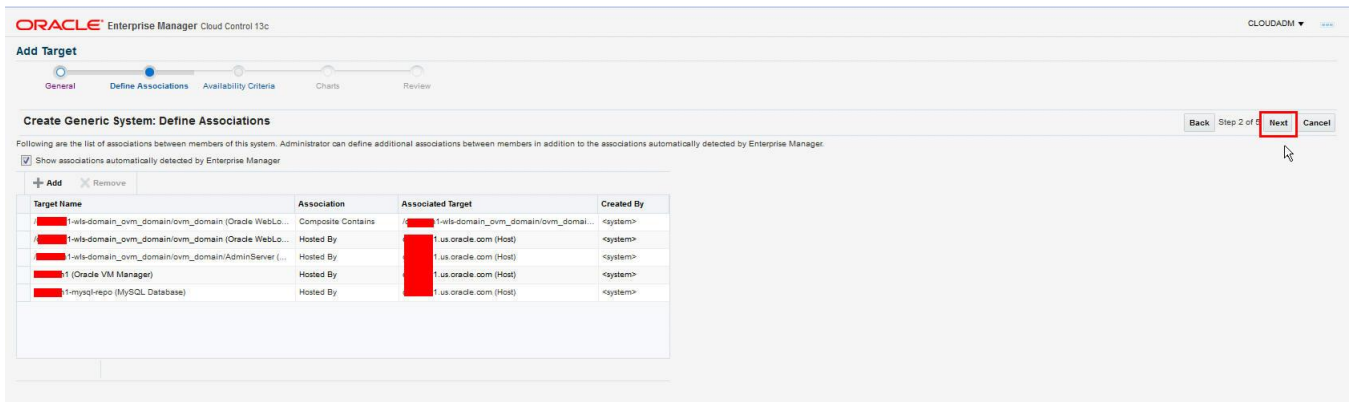 ORACLE Enterprise Manager Cloud Control 13c CLOUDADM
Add Target
General Define Associations Availability Criteria Charts Review
Create Generic System: Define Associations Back Step 2 of 5 Next Cancel
Following are the list of associations between members of this system. Administrator can define additional associations between members in addition to the associations automatically detected by Enterprise Manager.
Show associations automatically detected by Enterprise Manager
Add Remove
Target Name Association Associated Target Created By
1-wls-domain_ovm_domain/ovm_domain (Oracle WebLo... Composite Contains 1-wls-domain_ovm_domain/ovm_domai... <system>
1-wls-domain_ovm_domain/ovm_domain (Oracle WebLo... Hosted By 1.us.oracle.com (Host) <system>
1-wls-domain_ovm_domain/ovm_domain/AdminServer (... Hosted By 1.us.oracle.com (Host) <system>
1 (Oracle VM Manager) Hosted By 1.us.oracle.com (Host) <system>
1-mysql-repo (MySQL Database) Hosted By 1.us.oracle.com (Host) <system>